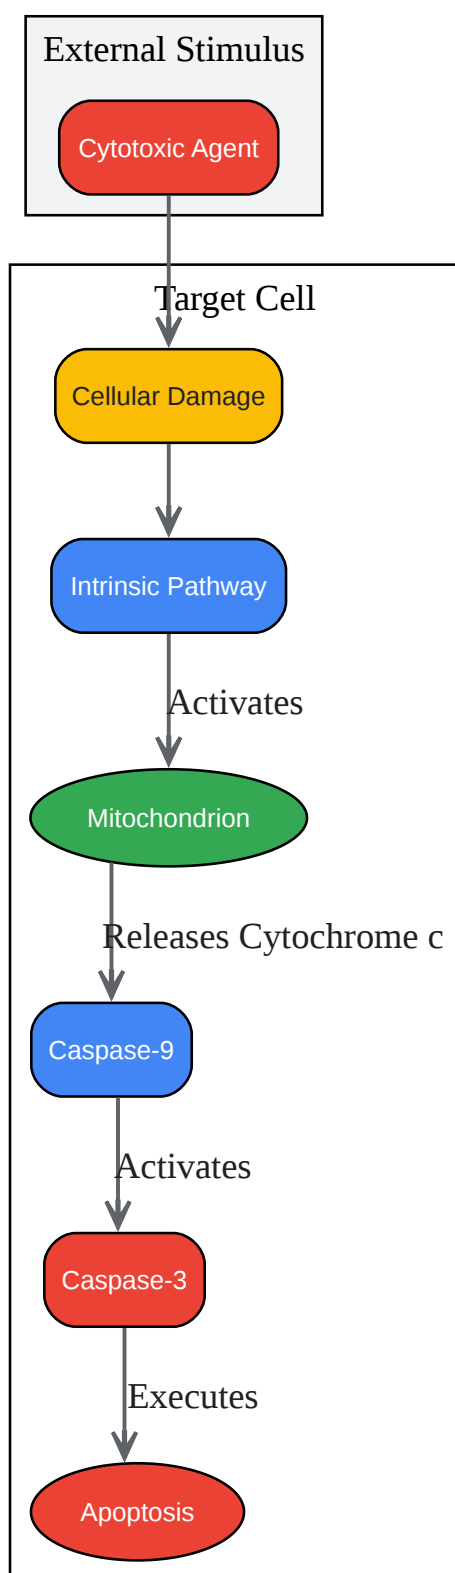 External Stimulus
Cytotoxic Agent
Target Cell
Cellular Damage
Intrinsic Pathway
Activates
Mitochondrion
Releases Cytochrome c
Caspase-9
Activates
Caspase-3
Executes
Apoptosis